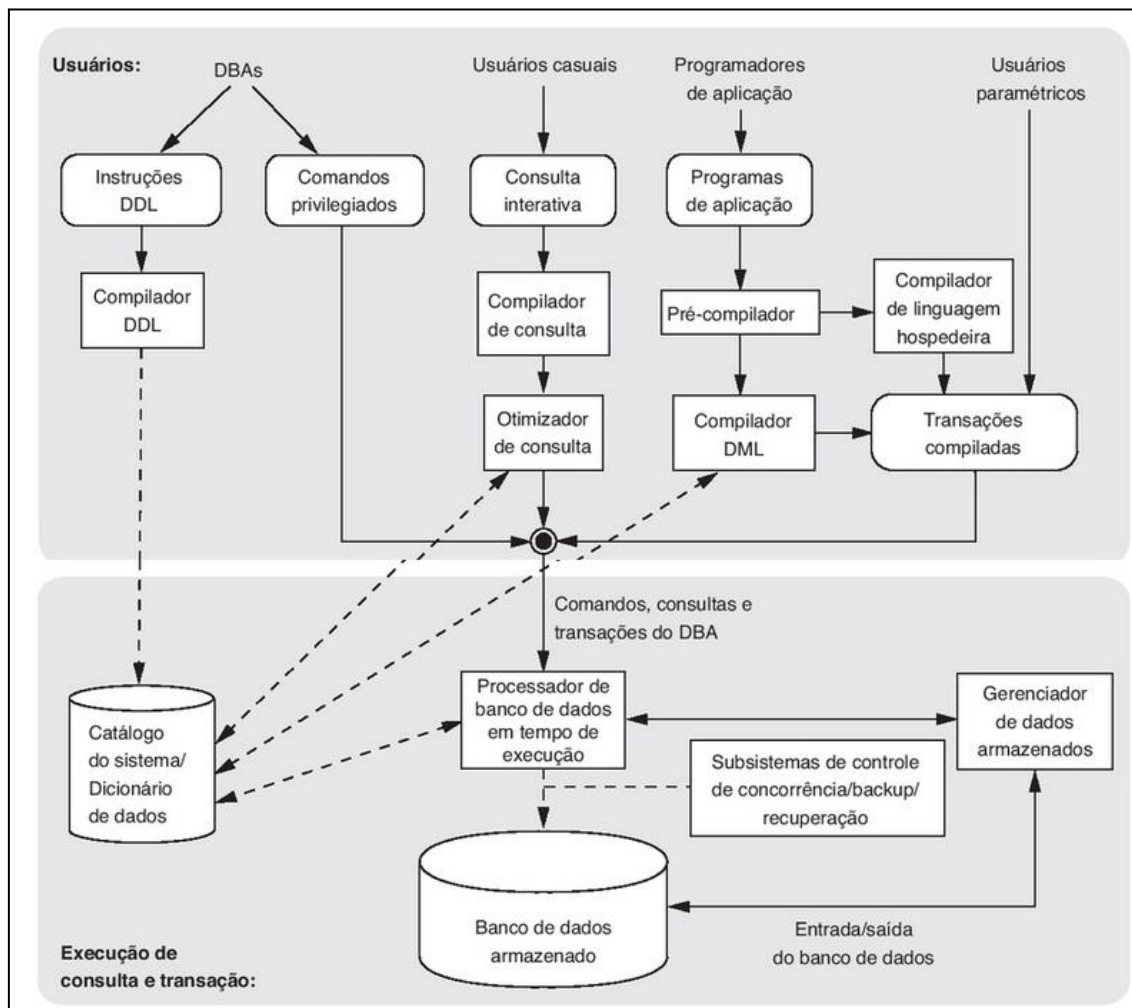 Usuários:
DBAs
Usuários casuais
Programadores
de aplicação
Usuários
paramétricos
Instruções
DDL
Comandos
privilegiados
Consulta
interativa
Programas
de aplicação
Compilador
DDL
Compilador
de consulta
Pré-compilador
Compilador
de linguagem
hospedeira
Otimizador
de consulta
Compilador
DML
Transações
compiladas
Comandos, consultas e
transações do DBA
Catálogo
do sistema/
Dicionário
de dados
Processador de
banco de dados
em tempo de
execução
Gerenciador
de dados
armazenados
Subsistemas de controle
de concorrência/backup/
recuperação
Banco de dados
armazenado
Entrada/saída
do banco de dados
Execução de
consulta e transação: